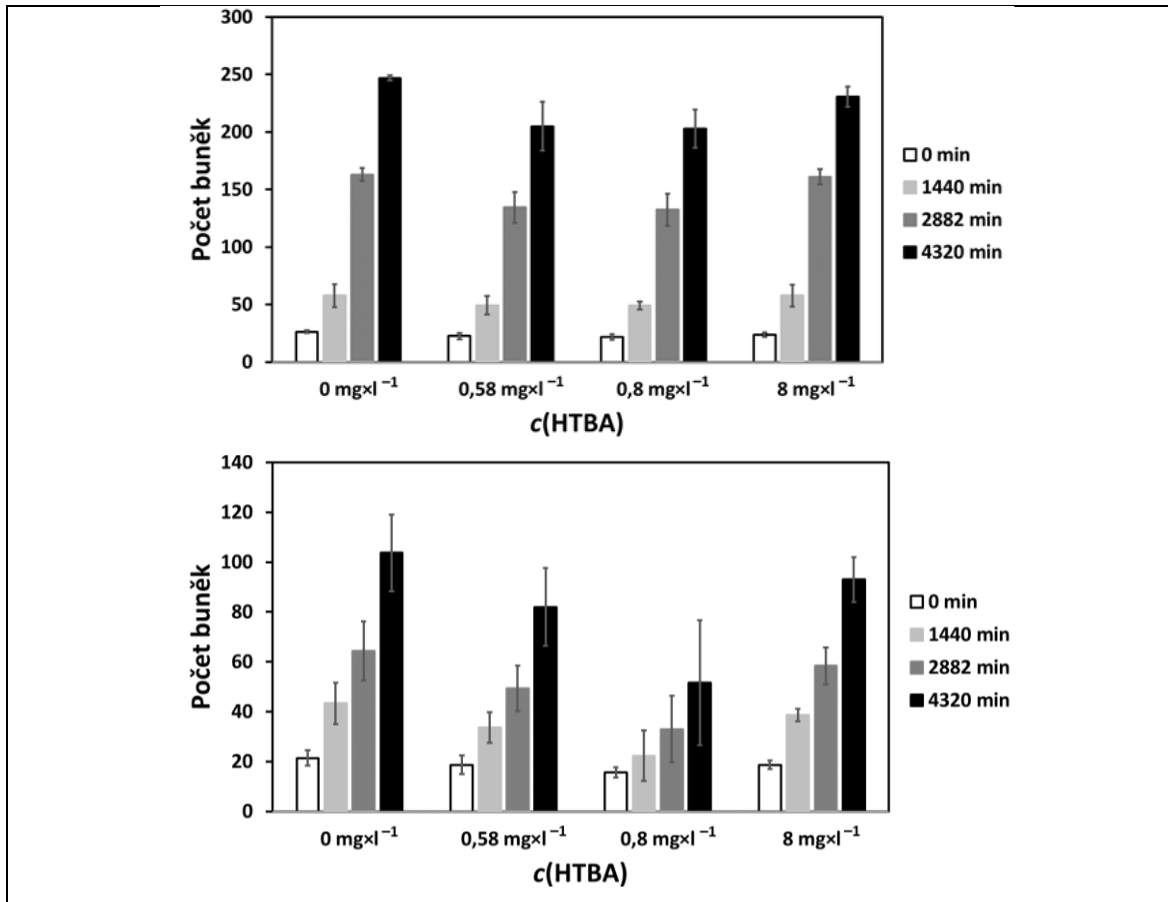 300
250
200
150
100
50
0
Počet buněk
0 min
1440 min
2882 min
4320 min
0 mg×l⁻¹ 0,58 mg×l⁻¹ 0,8 mg×l⁻¹ 8 mg×l⁻¹
c(HTBA)
140
120
100
80
60
40
20
0
Počet buněk
0 min
1440 min
2882 min
4320 min
0 mg×l⁻¹ 0,58 mg×l⁻¹ 0,8 mg×l⁻¹ 8 mg×l⁻¹
c(HTBA)